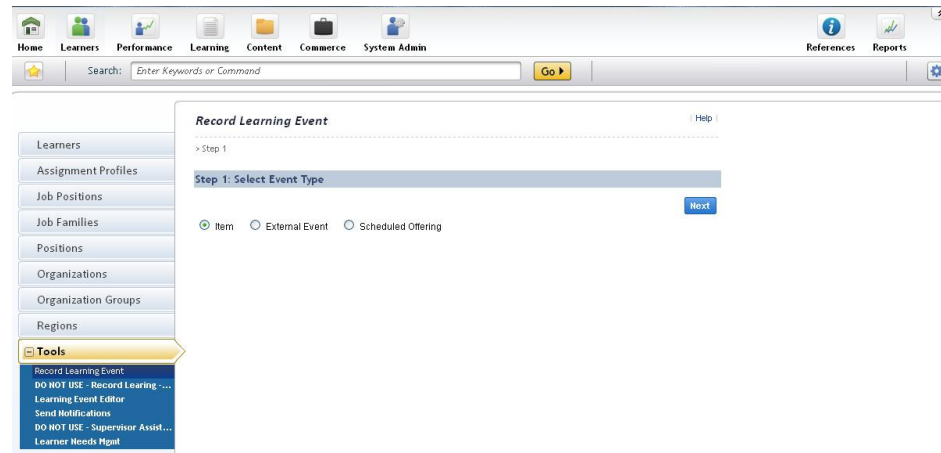 Home Learners Performance Learning Content Commerce System Admin References Reports
Search: Enter Keywords or Command Go
Record Learning Event Help
> Step 1
Step 1: Select Event Type
Next
Item External Event Scheduled Offering
Learners
Assignment Profiles
Job Positions
Job Families
Positions
Organizations
Organization Groups
Regions
Tools
Record Learning Event
DO NOT USE - Record Learing -...
Learning Event Editor
Send Notifications
DO NOT USE - Supervisor Assist...
Learner Needs Mgmt